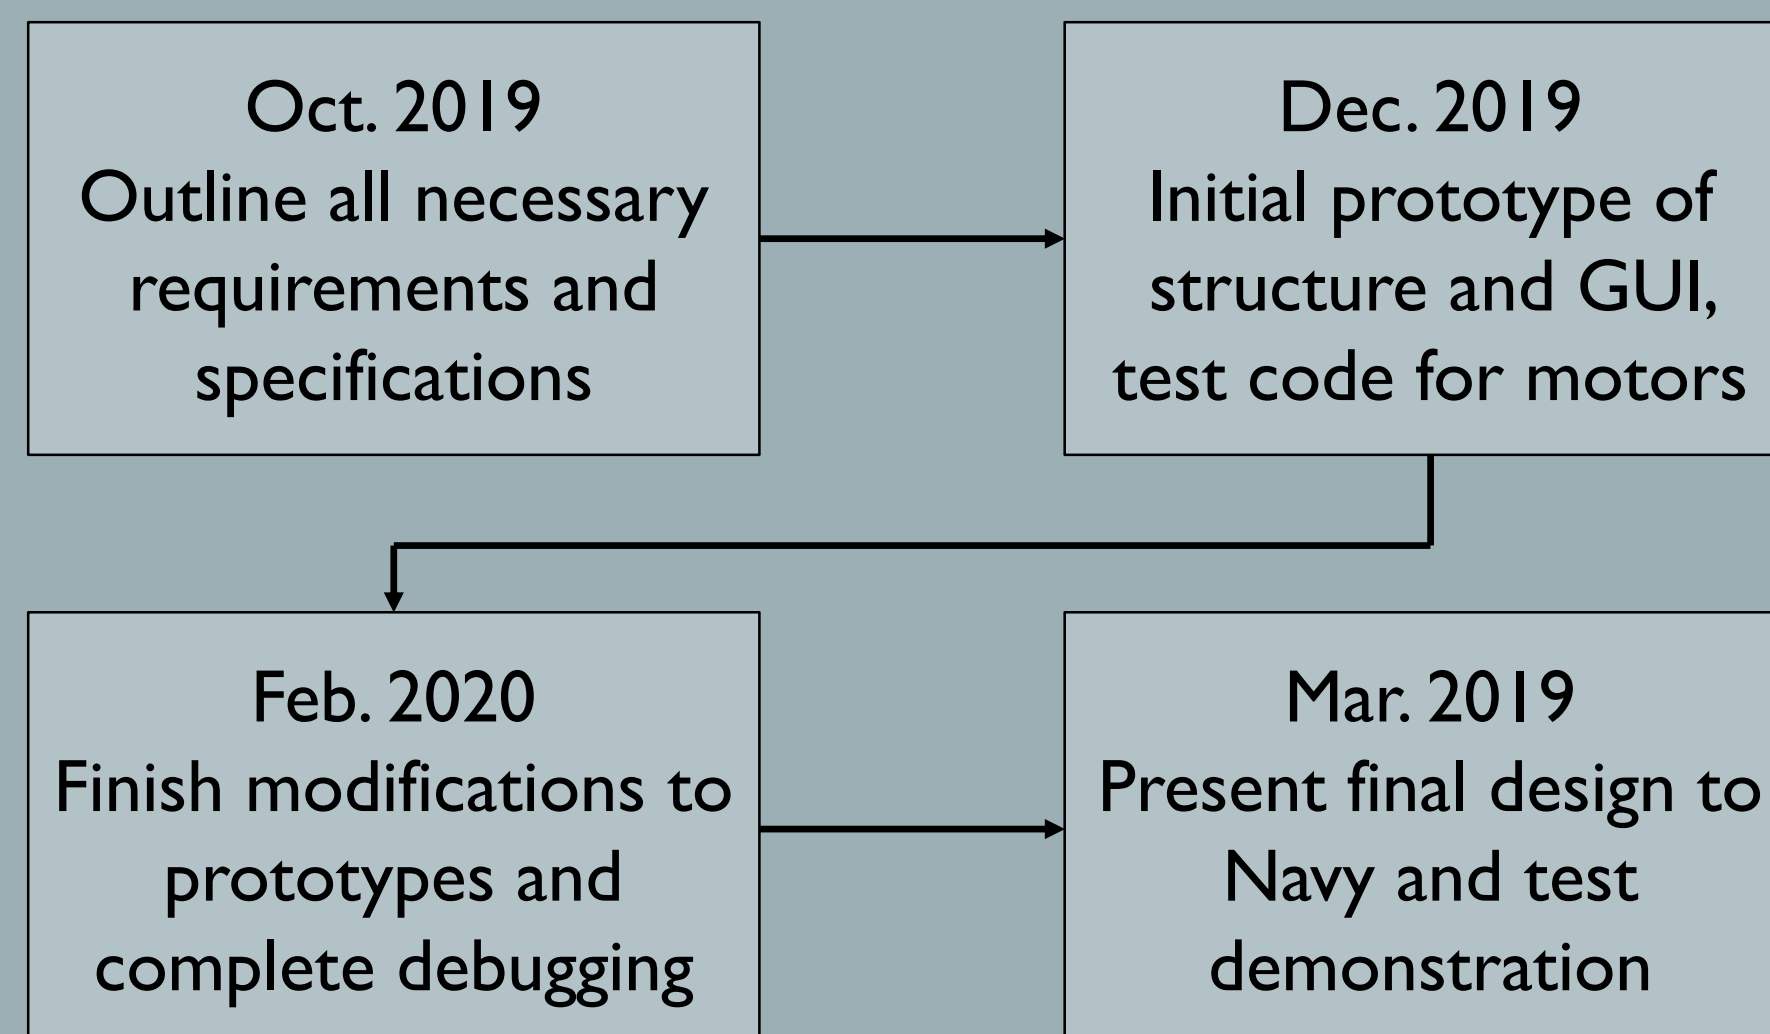 Oct. 2019
Outline all necessary
requirements and
specifications
Dec. 2019
Initial prototype of
structure and GUI,
test code for motors
Feb. 2020
Finish modifications to
prototypes and
complete debugging
Mar. 2019
Present final design to
Navy and test
demonstration